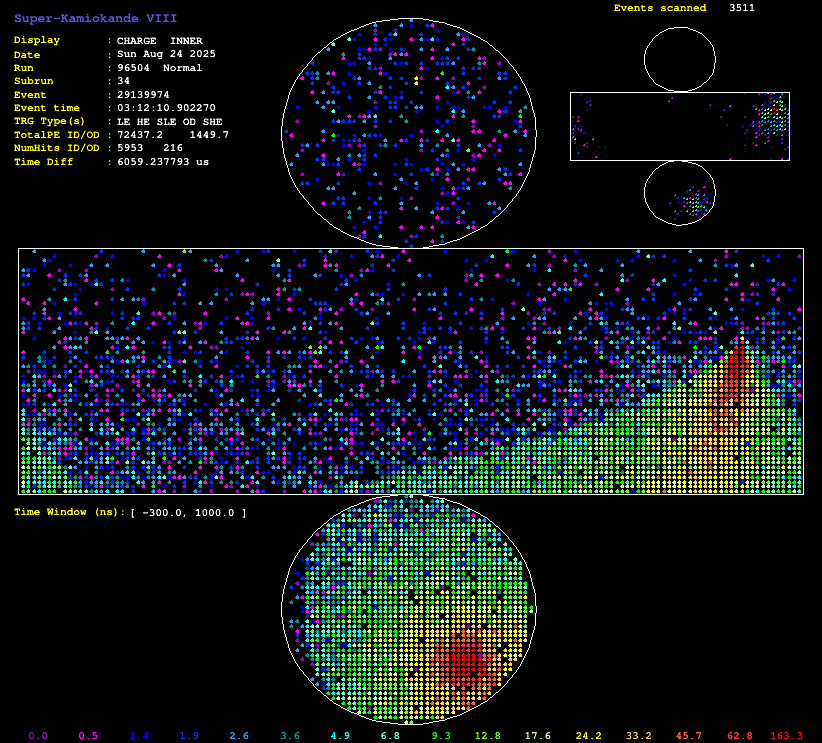 Super-Kamiokande VIII
Events scanned 3511
Display : CHARGE INNER
Date : Sun Aug 24 2025
Run : 96504 Normal
Subrun : 34
Event : 29139974
Event time : 03:12:10.902270
TRG Type(s) : LE HE SLE OD SHE
TotalPE ID/OD : 72437.2 1449.7
NumHits ID/OD : 5953 216
Time Diff : 6059.237793 us
Time Window (ns): [ -300.0, 1000.0 ]
0.0 0.5 1.4 1.9 2.6 3.6 4.9 6.8 9.3 12.8 17.6 24.2 33.2 45.7 62.8 163.3